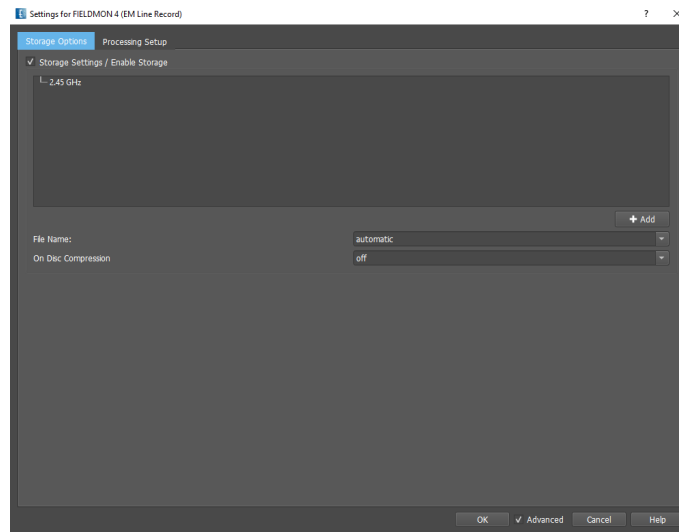 Settings for FIELDMON 4 (EM Line Record)
?
Storage Options Processing Setup
Storage Settings / Enable Storage
2.45 GHz
Add
File Name: automatic
On Disc Compression off
OK Advanced Cancel Help